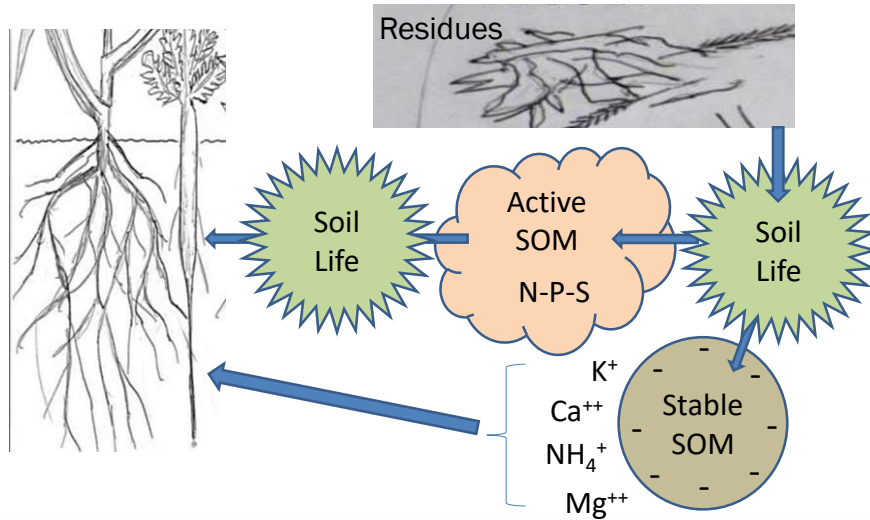 Residues
Soil
Life
Active
SOM
N-P-S
Soil
Life
K⁺
Ca⁺⁺
NH₄⁺
Mg⁺⁺
Stable
SOM
- - - - - - - -